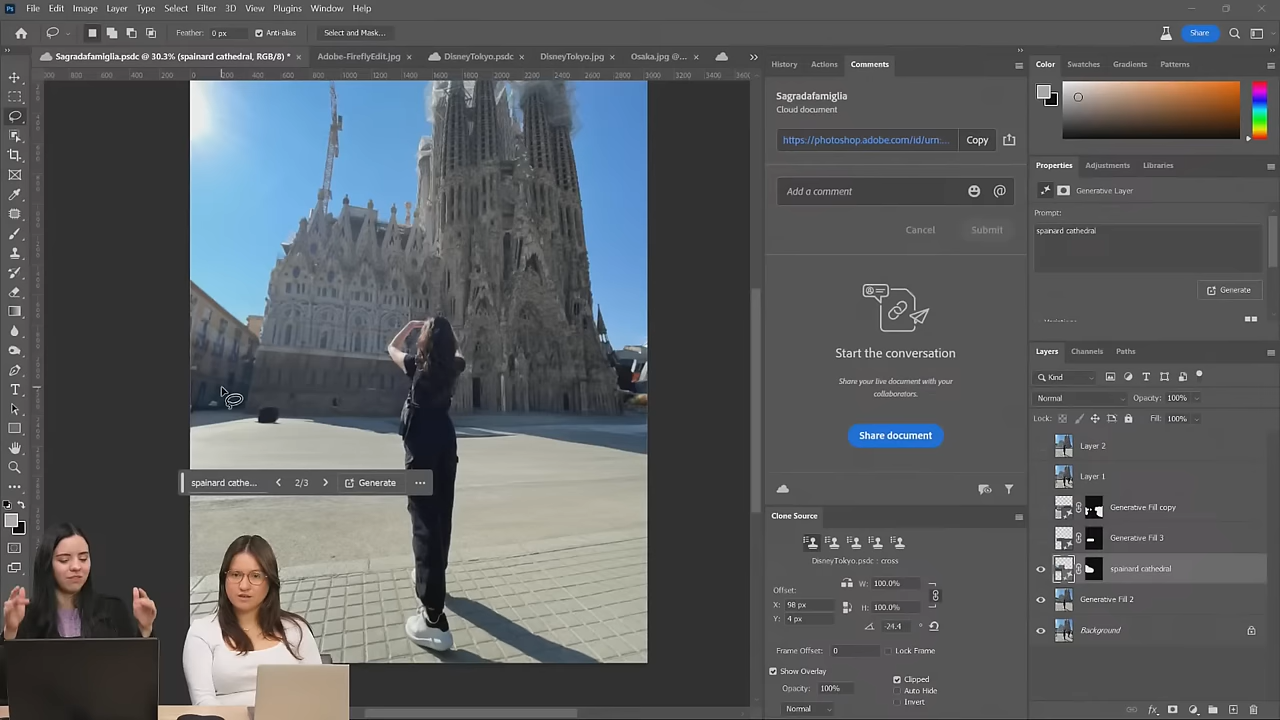 Ps File Edit Image Layer Type Select Filter 3D View Plugins Window Help
Feather: 0 px Anti-alias Select and Mask... Share
Sagradafamiglia.psdc @ 30.3% (spainard cathedral, RGB/8) * × Adobe-FireflyEdit.jpg × DisneyTokyo.psdc × DisneyTokyo.jpg × Osaka.jpg @... ×
History Actions Comments
Sagradafamiglia
Cloud document
https://photoshop.adobe.com/id/urn:... Copy
Add a comment
Cancel Submit
Start the conversation
Share your live document with your
collaborators.
Share document
Clone Source
DisneyTokyo.psdc : cross
Offset: W: 100.0%
X: 98 px
Y: 4 px H: 100.0%
-24.4 °
Frame Offset: 0 Lock Frame
Show Overlay
Opacity: 100% Clipped
Auto Hide
Normal Invert
Color Swatches Gradients Patterns
Properties Adjustments Libraries
Generative Layer
Prompt:
spainard cathedral
Generate
Layers Channels Paths
Kind
Normal Opacity: 100%
Lock: Fill: 100%
Layer 2
Layer 1
Generative Fill copy
Generative Fill 3
spainard cathedral
Generative Fill 2
Background
spainard cathe... 2/3 Generate